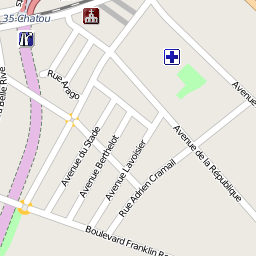 35-Chatou
Rue Arago
Belle Rive
Avenue
Avenue du Stade
Avenue Berthelot
Avenue Lavoisier
Rue Adrien Cramail
Avenue de la République
Boulevard Franklin